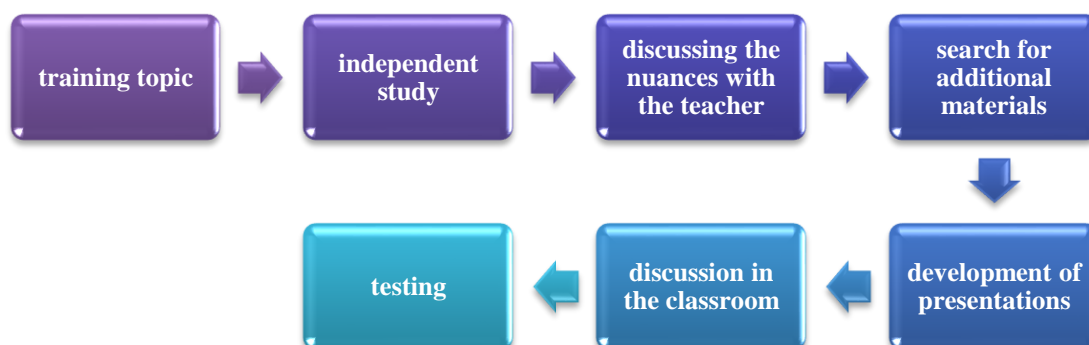 training topic
independent
study
discussing the
nuances with
the teacher
search for
additional
materials
development of
presentations
discussion in
the classroom
testing